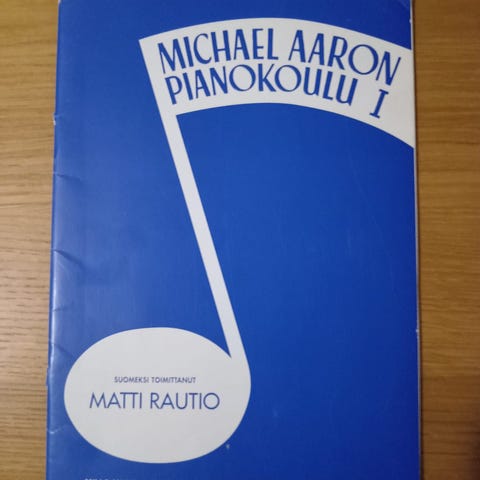 MICHAEL AARON
PIANOKOULU I
SUOMEKSI TOIMITTANUT
MATTI RAUTIO